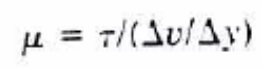 μ = τ/(Δv/Δy)